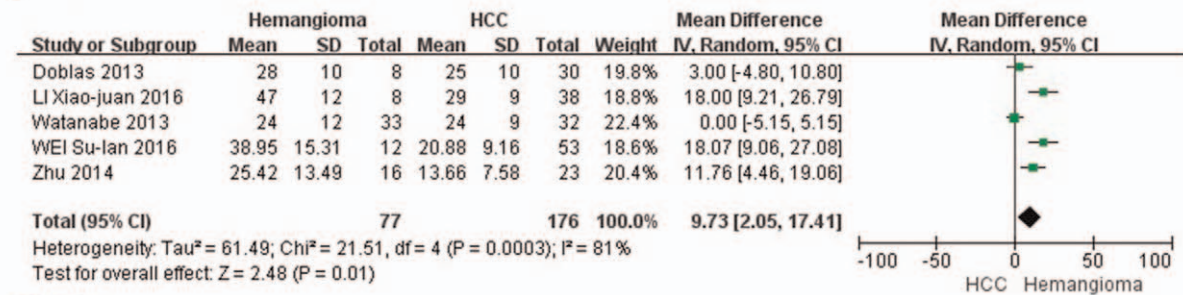 Hemangioma HCC Mean Difference Mean Difference
Study or Subgroup Mean SD Total Mean SD Total Weight IV, Random, 95% CI IV, Random, 95% CI
Doblas 2013 28 10 8 25 10 30 19.8% 3.00 [-4.80, 10.80]
LI Xiao-juan 2016 47 12 8 29 9 38 18.8% 18.00 [9.21, 26.79]
Watanabe 2013 24 12 33 24 9 32 22.4% 0.00 [-5.15, 5.15]
WEI Su-lan 2016 38.95 15.31 12 20.88 9.16 53 18.6% 18.07 [9.06, 27.08]
Zhu 2014 25.42 13.49 16 13.66 7.58 23 20.4% 11.76 [4.46, 19.06]
Total (95% CI) 77 176 100.0% 9.73 [2.05, 17.41]
Heterogeneity: Tau² = 61.49; Chi² = 21.51, df = 4 (P = 0.0003); I² = 81%
Test for overall effect: Z = 2.48 (P = 0.01)
-100 -50 0 50 100
HCC Hemangioma